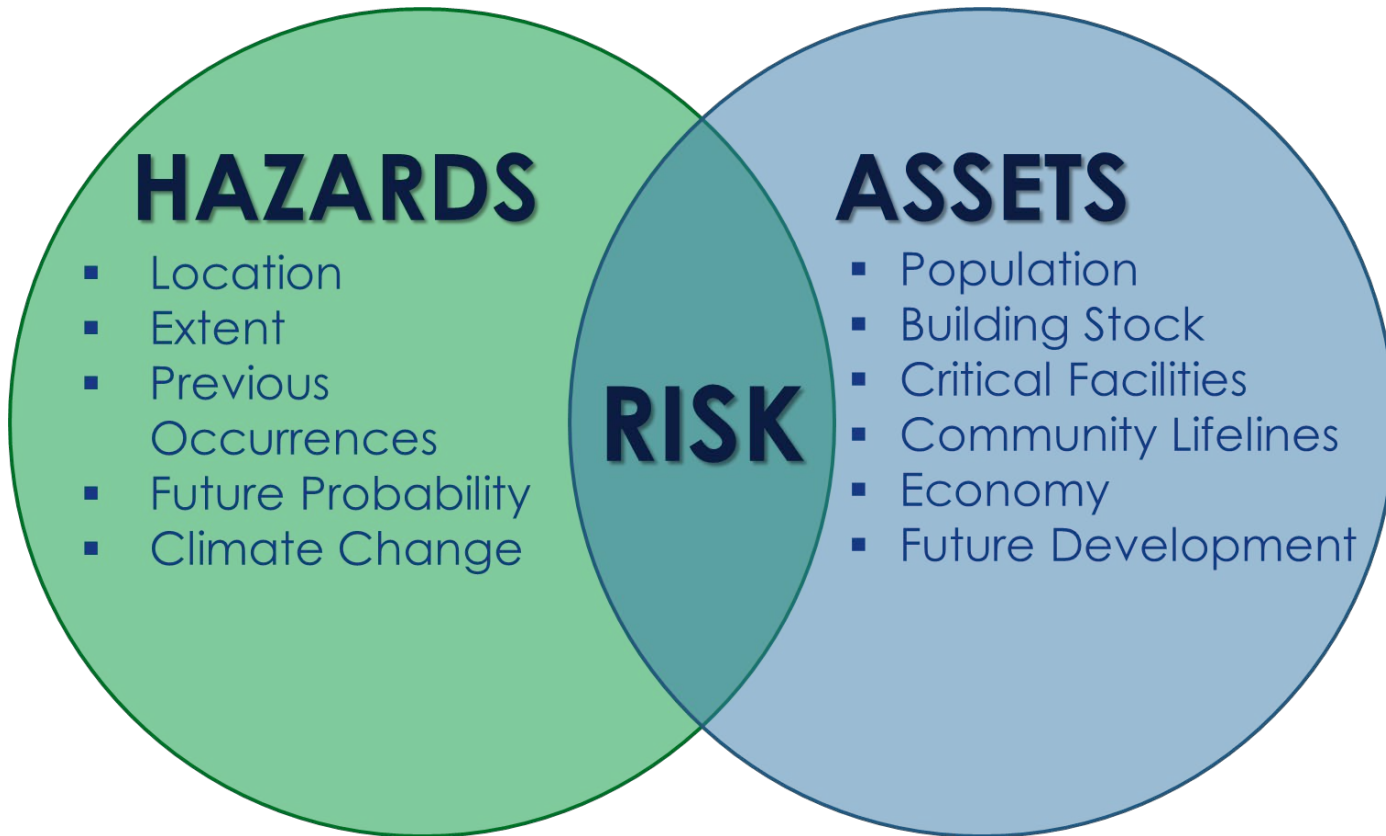 HAZARDS
▪ Location
▪ Extent
▪ Previous
Occurrences
▪ Future Probability
▪ Climate Change
RISK
ASSETS
▪ Population
▪ Building Stock
▪ Critical Facilities
▪ Community Lifelines
▪ Economy
▪ Future Development